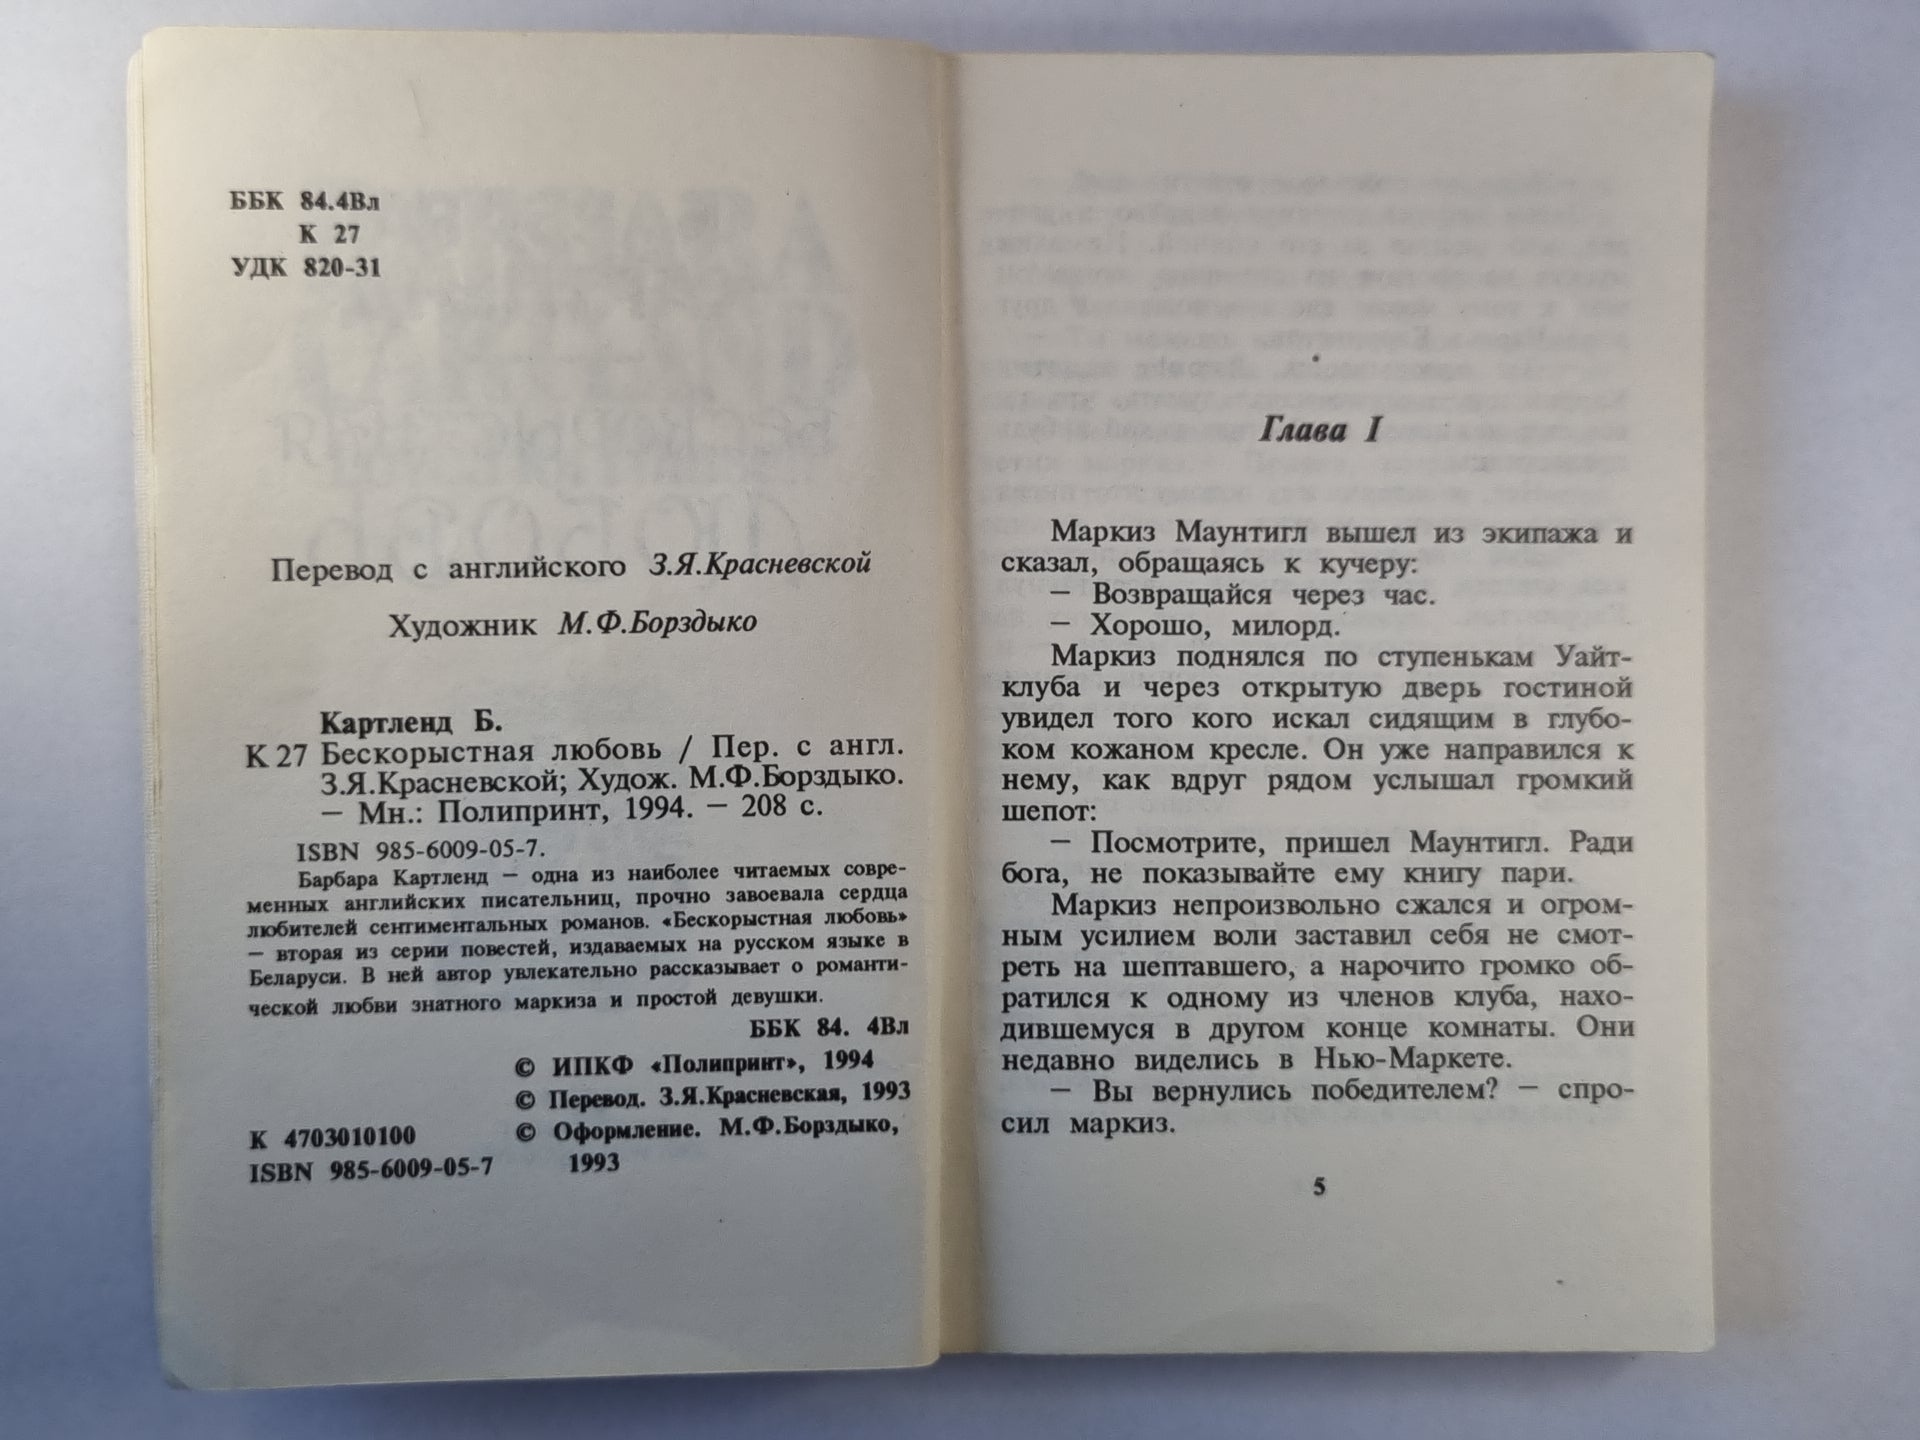 ББК 84.4Вл
К 27
УДК 820-31
Перевод с английского З.Я.Красневской
Художник М.Ф.Борздыко
Картленд Б.
К 27 Бескорыстная любовь / Пер. с англ.
З.Я.Красневской; Худож. М.Ф.Борздыко.
— Мн.: Полипринт, 1994. — 208 с.
ISBN 985-6009-05-7.
Барбара Картленд — одна из наиболее читаемых совре-
менных английских писательниц, прочно завоевала сердца
любителей сентиментальных романов. «Бескорыстная любовь»
— вторая из серии повестей, издаваемых на русском языке в
Беларуси. В ней автор увлекательно рассказывает о романти-
ческой любви знатного маркиза и простой девушки.
ББК 84. 4Вл
© ИПКФ «Полипринт», 1994
© Перевод. З.Я.Красневская, 1993
К 4703010100 © Оформление. М.Ф.Борздыко,
ISBN 985-6009-05-7 1993
Глава I
Маркиз Маунтигл вышел из экипажа и
сказал, обращаясь к кучеру:
— Возвращайся через час.
— Хорошо, милорд.
Маркиз поднялся по ступенькам Уайт-
клуба и через открытую дверь гостиной
увидел того кого искал сидящим в глубо-
ком кожаном кресле. Он уже направился к
нему, как вдруг рядом услышал громкий
шепот:
— Посмотрите, пришел Маунтигл. Ради
бога, не показывайте ему книгу пари.
Маркиз непроизвольно сжался и огром-
ным усилием воли заставил себя не смот-
реть на шептавшего, а нарочито громко об-
ратился к одному из членов клуба, нахо-
дившемуся в другом конце комнаты. Они
недавно виделись в Нью-Маркете.
— Вы вернулись победителем? — спро-
сил маркиз.
5